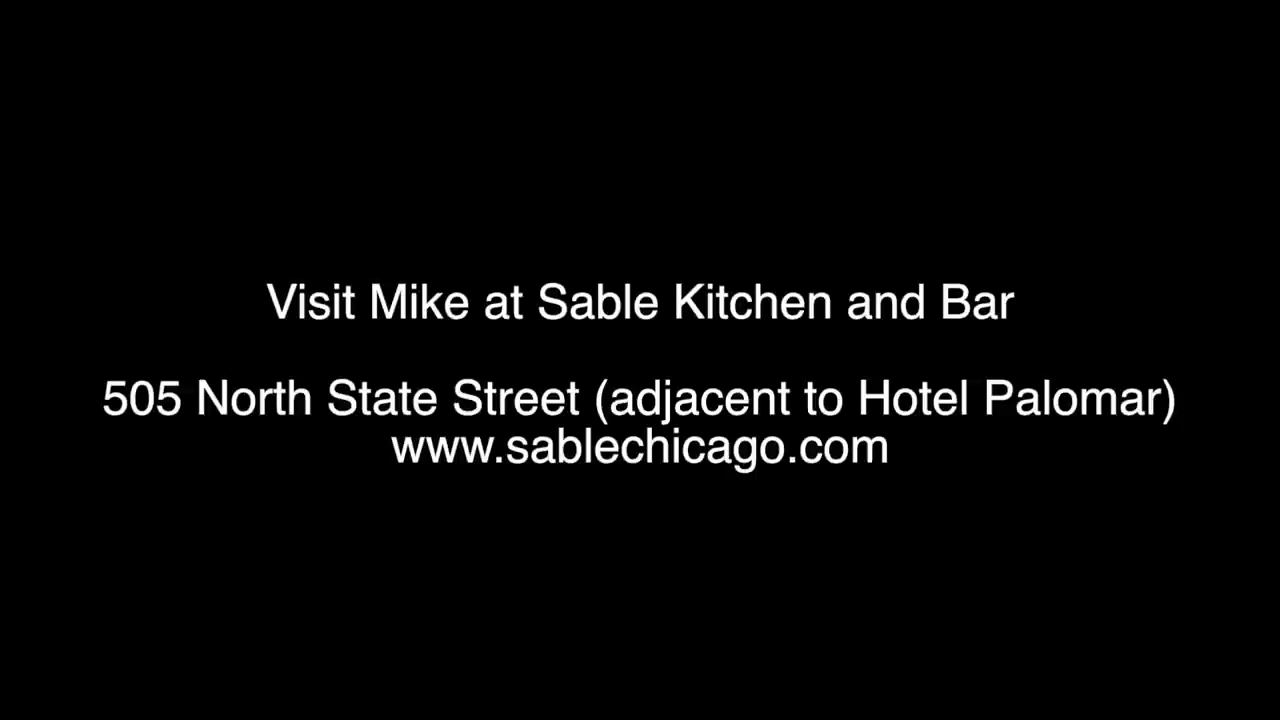 Visit Mike at Sable Kitchen and Bar
505 North State Street (adjacent to Hotel Palomar)
www.sablechicago.com